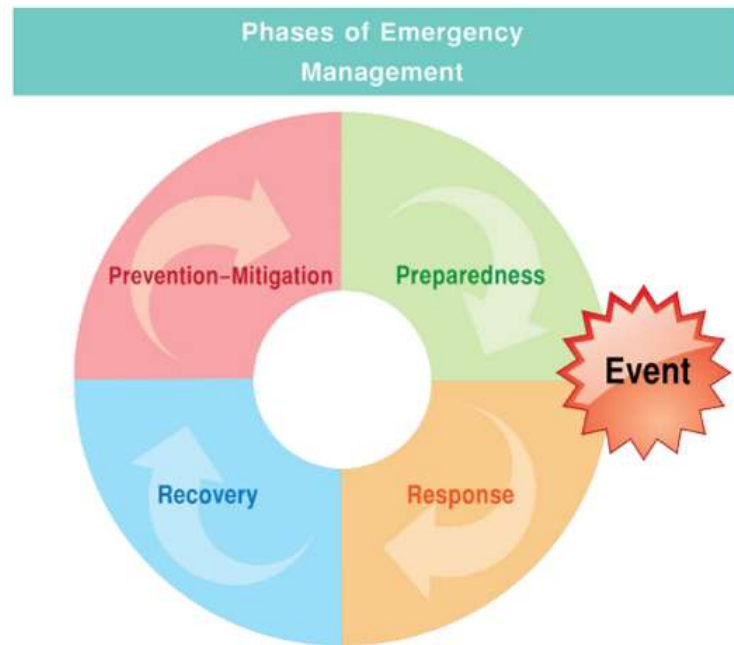 Phases of Emergency
Management
Prevention–Mitigation
Preparedness
Event
Recovery
Response